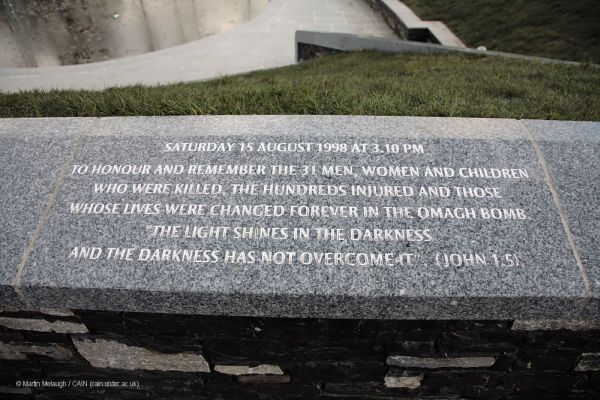 SATURDAY 15 AUGUST 1998 AT 3.10 PM
TO HONOUR AND REMEMBER THE 31 MEN, WOMEN AND CHILDREN
WHO WERE KILLED, THE HUNDREDS INJURED AND THOSE
WHOSE LIVES WERE CHANGED FOREVER IN THE OMAGH BOMB
"THE LIGHT SHINES IN THE DARKNESS
AND THE DARKNESS HAS NOT OVERCOME IT" (JOHN 1.5)
© Martin Melaugh / CAIN (cain.ulster.ac.uk)